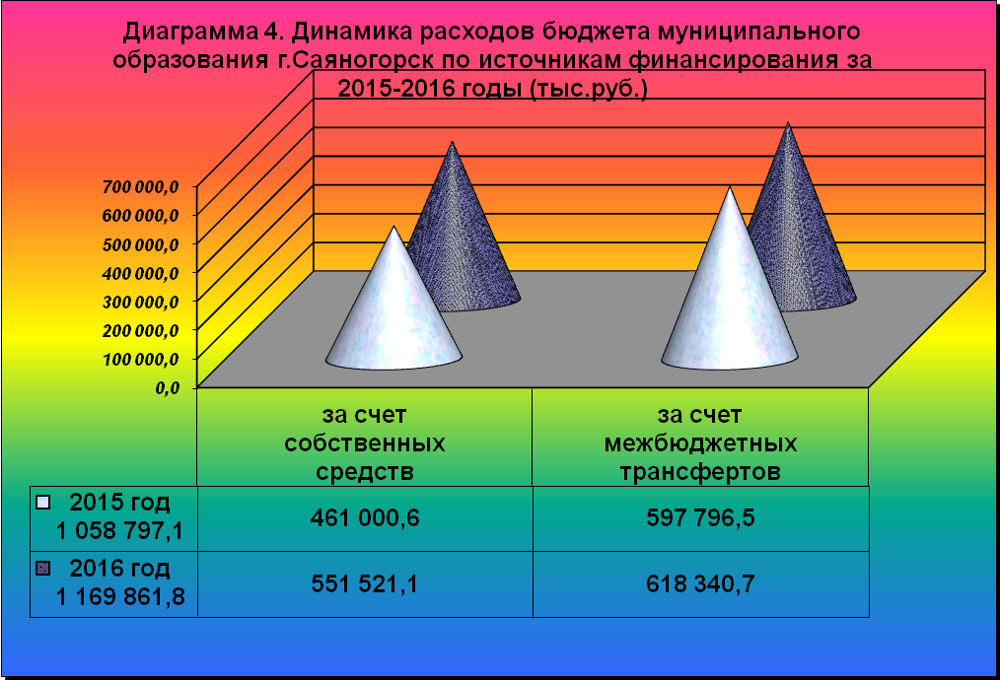 Диаграмма 4. Динамика расходов бюджета муниципального
образования г.Саяногорск по источникам финансирования за
2015-2016 годы (тыс.руб.)
700 000,0
600 000,0
500 000,0
400 000,0
300 000,0
200 000,0
100 000,0
0,0
за счет
собственных
средств
за счет
межбюджетных
трансфертов
2015 год
1 058 797,1
461 000,6
597 796,5
2016 год
1 169 861,8
551 521,1
618 340,7